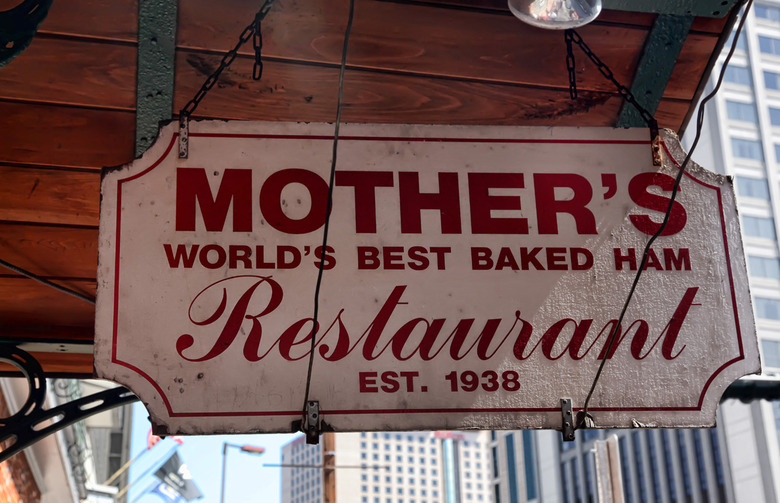 MOTHER'S
WORLD'S BEST BAKED HAM
Restaurant
EST. 1938